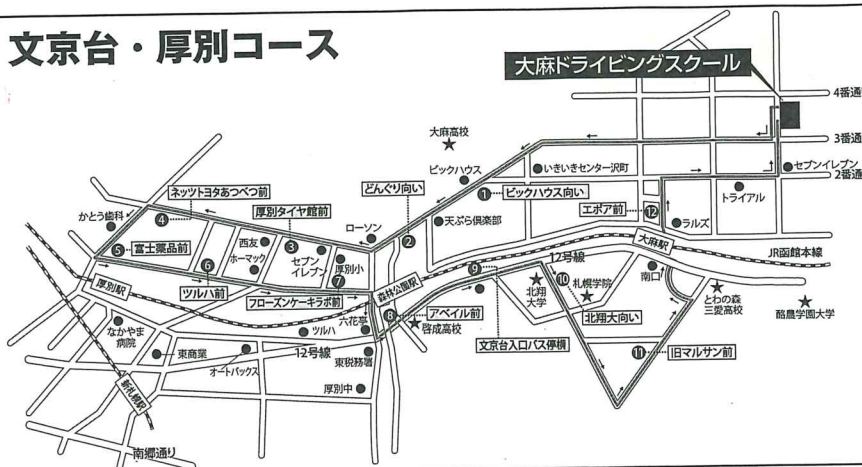 文京台・厚別コース
大麻ドライビングスクール
4番通
3番通
2番通
大麻高校
ビックハウス
いきいきセンター沢町
セブンイレブン
どんぐり向い
① ビックハウス向い
エポア前
⑫
トライアル
ラルズ
天ぷら倶楽部
②
ネッツトヨタあつべつ前
④
かとう歯科
厚別タイヤ館前
③
ローソン
⑤ 富士薬品前
西友
ホーマック
セブン
イレブン
厚別小
⑥
ツルハ前
⑦
フローズンケーキラボ前
森林公園駅
大麻駅
JR函館本線
12号線
⑨
⑩
北翔
大学
札幌学院
南口
とわの森
三愛高校
酪農学園大学
北翔大向い
厚別駅
なかやま
病院
六花亭
⑧ アベイル前
啓成高校
ツルハ
12号線
東商業
オートバックス
東税務署
厚別中
文京台入口バス停横
⑪ 旧マルサン前
新札幌駅
南郷通り